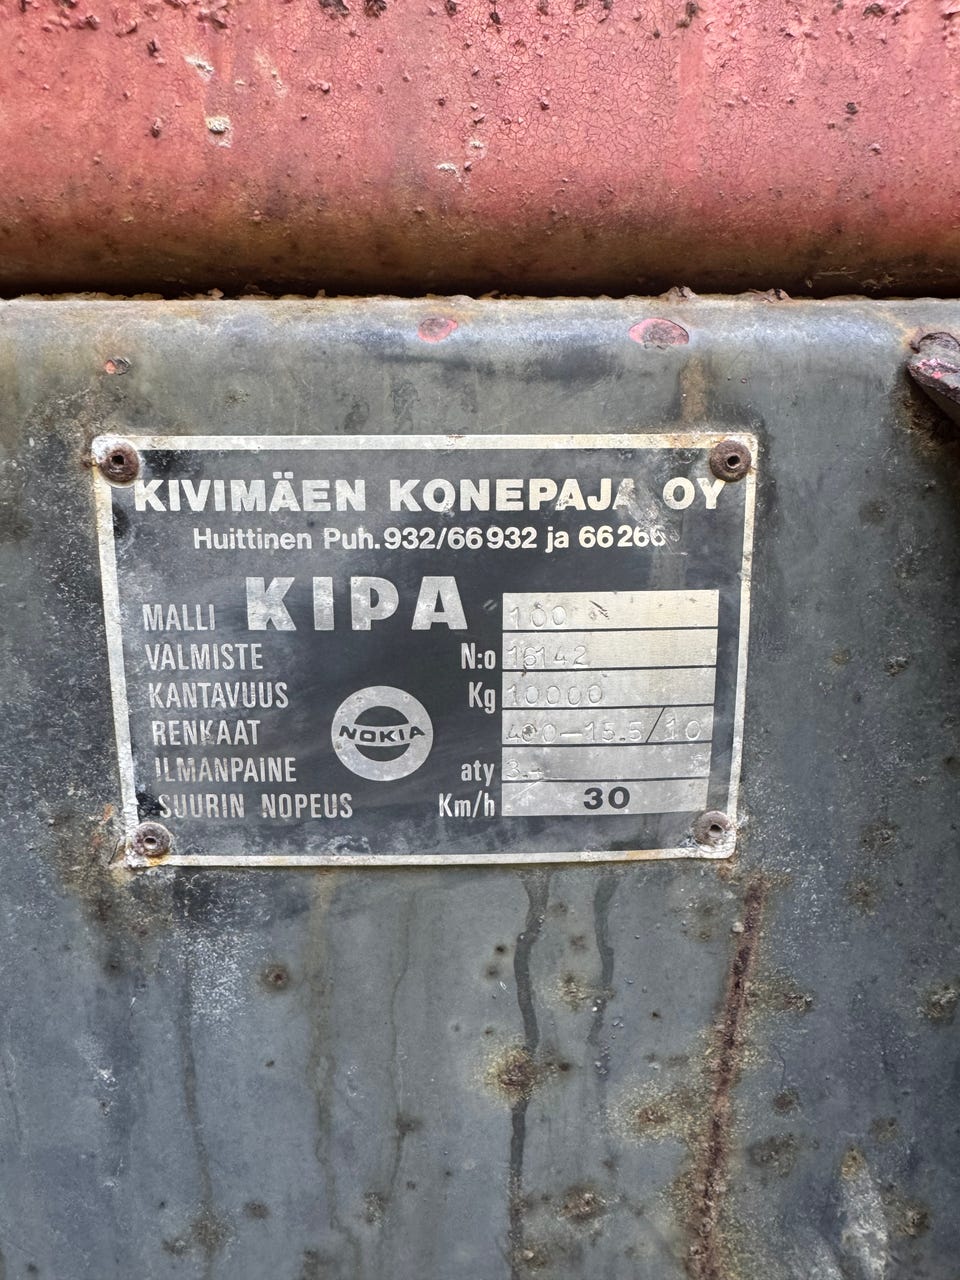 KIVIMÄEN KONEPAJA OY
Huittinen Puh. 932/66932 ja 66266
MALLI KIPA 100
VALMISTE N:o 16142
KANTAVUUS Kg 10000
RENKAAT 400-15.5/10
NOKIA
ILMANPAINE aty 3.
SUURIN NOPEUS Km/h 30